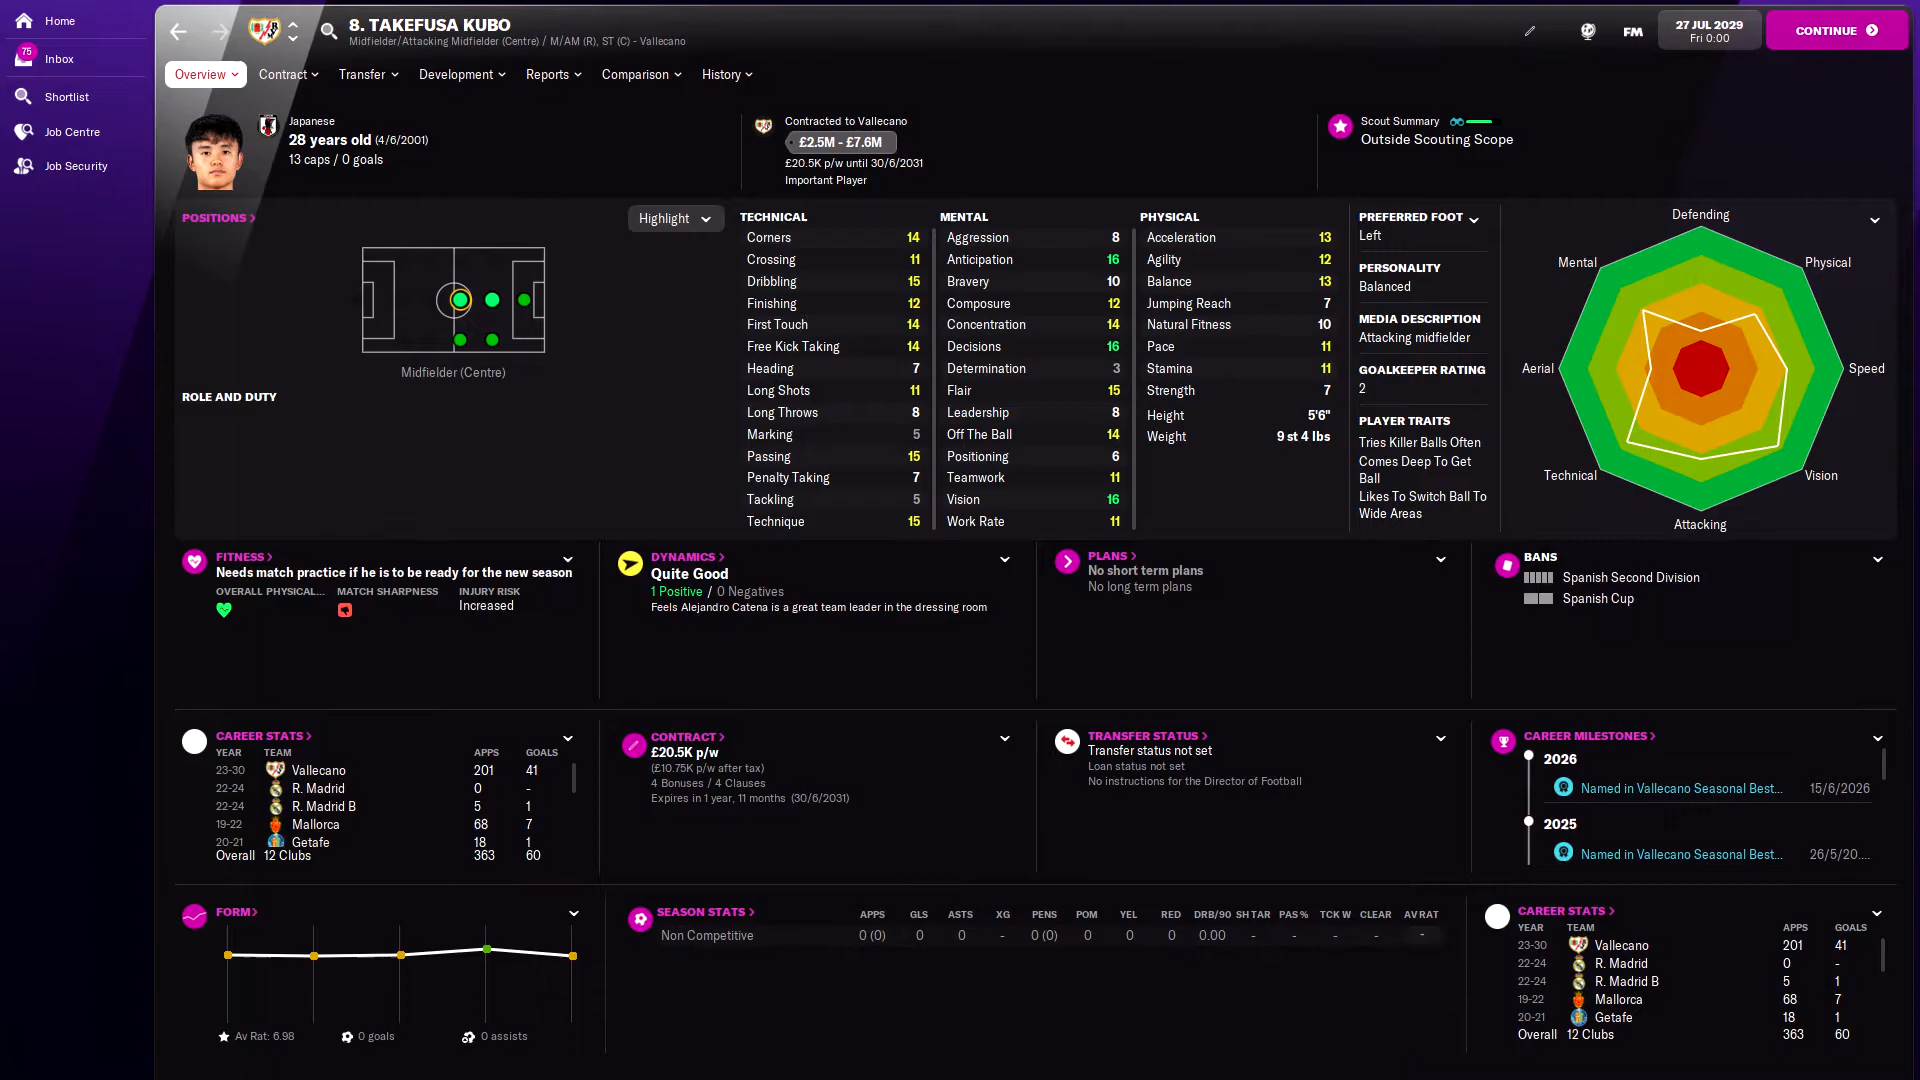 Home
75
Inbox
Shortlist
Job Centre
Job Security
8. TAKEFUSA KUBO
Midfielder/Attacking Midfielder (Centre) / M/AM (R), ST (C) - Vallecano
FM
27 JUL 2029
Fri 0:00
CONTINUE
Overview
Contract
Transfer
Development
Reports
Comparison
History
Japanese
28 years old (4/6/2001)
13 caps / 0 goals
Contracted to Vallecano
£2.5M - £7.6M
£20.5K p/w until 30/6/2031
Important Player
Scout Summary
Outside Scouting Scope
POSITIONS
Highlight
Midfielder (Centre)
ROLE AND DUTY
TECHNICAL
Corners 14
Crossing 11
Dribbling 15
Finishing 12
First Touch 14
Free Kick Taking 14
Heading 7
Long Shots 11
Long Throws 8
Marking 5
Passing 15
Penalty Taking 7
Tackling 5
Technique 15
MENTAL
Aggression 8
Anticipation 16
Bravery 10
Composure 12
Concentration 14
Decisions 16
Determination 3
Flair 15
Leadership 8
Off The Ball 14
Positioning 6
Teamwork 11
Vision 16
Work Rate 11
PHYSICAL
Acceleration 13
Agility 12
Balance 13
Jumping Reach 7
Natural Fitness 10
Pace 11
Stamina 11
Strength 7
Height 5'6"
Weight 9 st 4 lbs
PREFERRED FOOT
Left
PERSONALITY
Balanced
MEDIA DESCRIPTION
Attacking midfielder
GOALKEEPER RATING
2
PLAYER TRAITS
Tries Killer Balls Often
Comes Deep To Get
Ball
Likes To Switch Ball To
Wide Areas
Defending
Mental
Physical
Aerial
Speed
Technical
Vision
Attacking
FITNESS
Needs match practice if he is to be ready for the new season
OVERALL PHYSICAL... MATCH SHARPNESS INJURY RISK
Increased
DYNAMICS
Quite Good
1 Positive / 0 Negatives
Feels Alejandro Catena is a great team leader in the dressing room
PLANS
No short term plans
No long term plans
BANS
Spanish Second Division
Spanish Cup
CAREER STATS
YEAR TEAM APPS GOALS
23-30 Vallecano 201 41
22-24 R. Madrid 0 -
22-24 R. Madrid B 5 1
19-22 Mallorca 68 7
20-21 Getafe 18 1
Overall 12 Clubs 363 60
CONTRACT
£20.5K p/w
(£10.75K p/w after tax)
4 Bonuses / 4 Clauses
Expires in 1 year, 11 months (30/6/2031)
TRANSFER STATUS
Transfer status not set
Loan status not set
No instructions for the Director of Football
CAREER MILESTONES
2026
Named in Vallecano Seasonal Best... 15/6/2026
2025
Named in Vallecano Seasonal Best... 26/5/20....
FORM
Av Rat: 6.98 0 goals 0 assists
SEASON STATS APPS GLS ASTS XG PENS POM YEL RED DRB/90 SH TAR PAS % TCK W CLEAR AV RAT
Non Competitive 0 (0) 0 0 - 0 (0) 0 0 0 0.00 - - - - -
CAREER STATS
YEAR TEAM APPS GOALS
23-30 Vallecano 201 41
22-24 R. Madrid 0 -
22-24 R. Madrid B 5 1
19-22 Mallorca 68 7
20-21 Getafe 18 1
Overall 12 Clubs 363 60